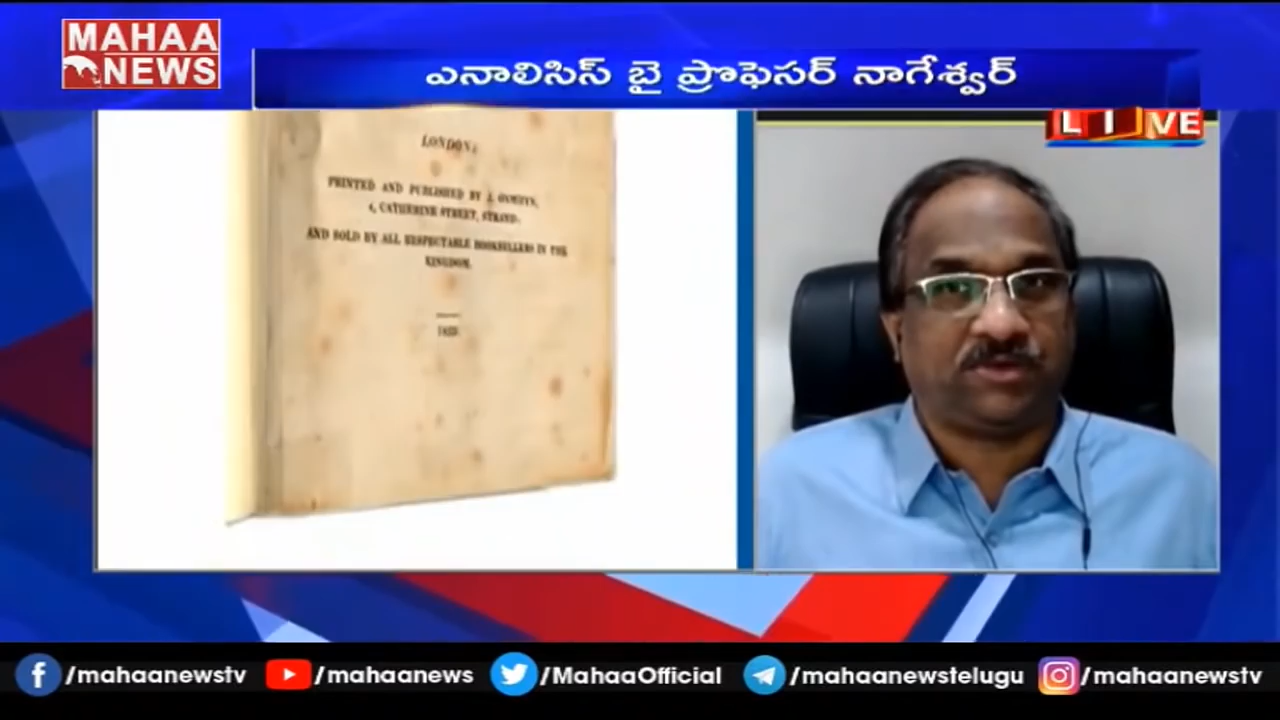 MAHAA
NEWS
ఎనాలిసిస్ బై ప్రొఫెసర్ నాగేశ్వర్
LIVE
LONDON:
PRINTED AND PUBLISHED BY J.
4, CATHERINE STREET, STRAND.
AND SOLD BY ALL RESPECTABLE BOOKSELLERS IN THE
KINGDOM.
/mahaanewstv
/mahaanews
/MahaaOfficial
/mahaanewstelugu
/mahaanewstv